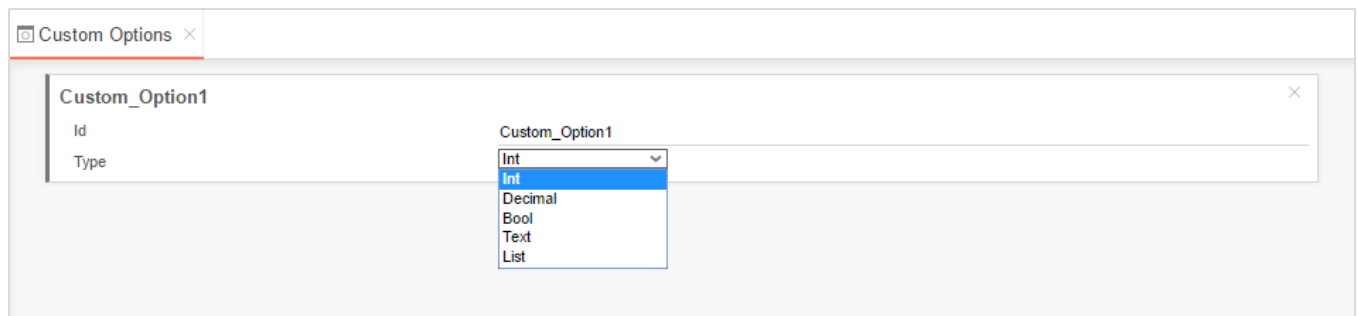 Custom Options
Custom_Option1
Id Custom_Option1
Type Int
Int
Decimal
Bool
Text
List